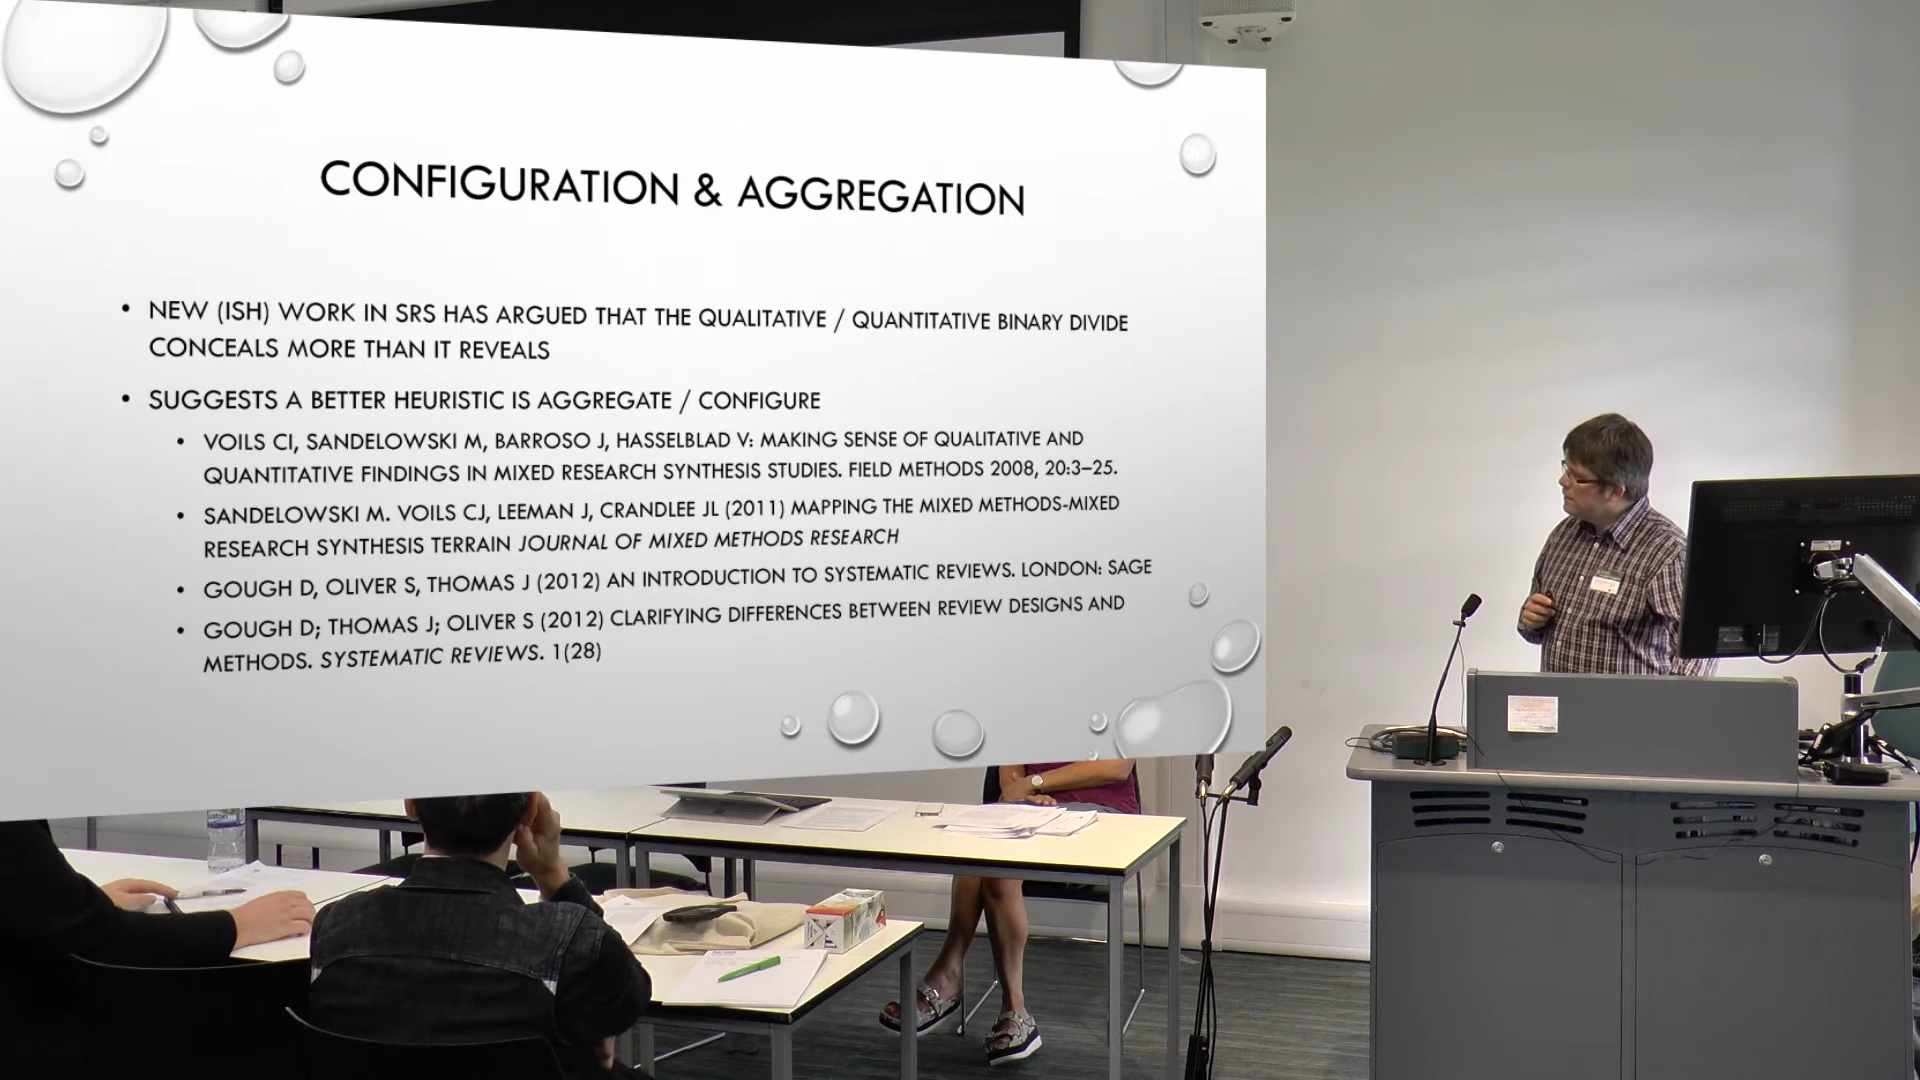 CONFIGURATION & AGGREGATION
• NEW (ISH) WORK IN SRS HAS ARGUED THAT THE QUALITATIVE / QUANTITATIVE BINARY DIVIDE
CONCEALS MORE THAN IT REVEALS
• SUGGESTS A BETTER HEURISTIC IS AGGREGATE / CONFIGURE
• VOILS CI, SANDELOWSKI M, BARROSO J, HASSELBLAD V: MAKING SENSE OF QUALITATIVE AND
QUANTITATIVE FINDINGS IN MIXED RESEARCH SYNTHESIS STUDIES. FIELD METHODS 2008, 20:3–25.
• SANDELOWSKI M. VOILS CJ, LEEMAN J, CRANDLEE JL (2011) MAPPING THE MIXED METHODS-MIXED
RESEARCH SYNTHESIS TERRAIN JOURNAL OF MIXED METHODS RESEARCH
• GOUGH D, OLIVER S, THOMAS J (2012) AN INTRODUCTION TO SYSTEMATIC REVIEWS. LONDON: SAGE
• GOUGH D; THOMAS J; OLIVER S (2012) CLARIFYING DIFFERENCES BETWEEN REVIEW DESIGNS AND
METHODS. SYSTEMATIC REVIEWS. 1(28)